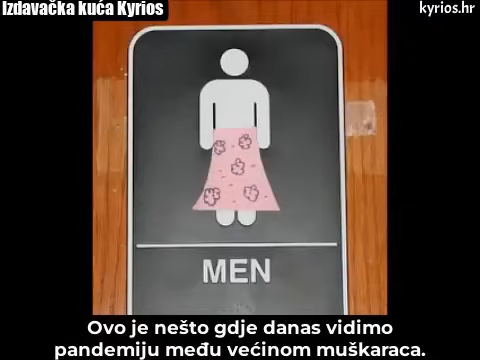 Izdavačka kuća Kyrios
kyrios.hr
MEN
Ovo je nešto gdje danas vidimo
pandemiju među većinom muškaraca.